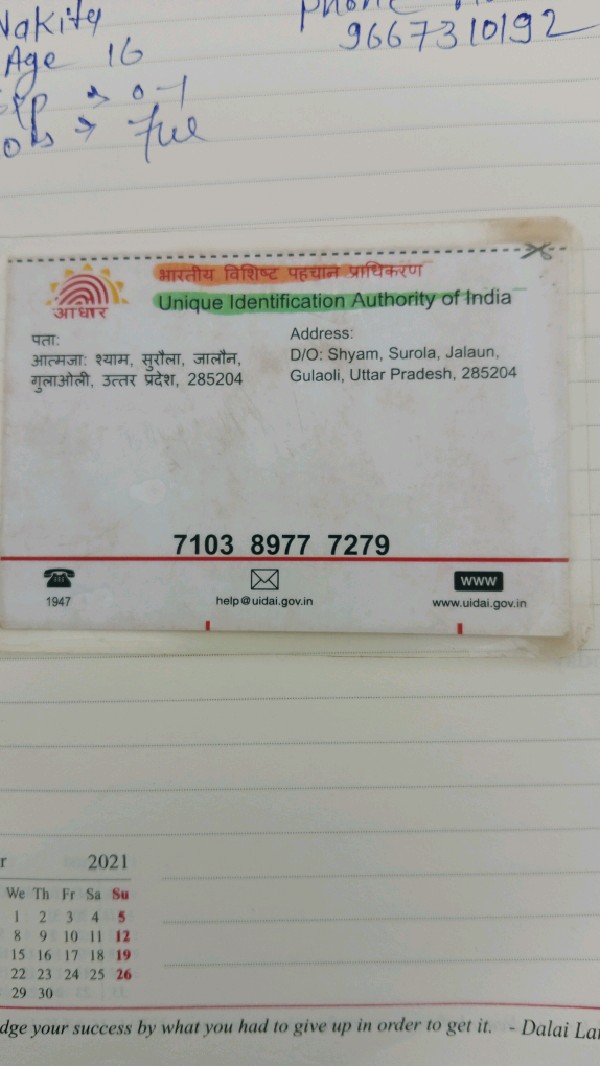 Age 16
9667310192
भारतीय विशिष्ट पहचान प्राधिकरण
Unique Identification Authority of India
आधार
पता:
आत्मजा: श्याम, सुरौला, जालौन,
गुलाओली, उत्तर प्रदेश, 285204
Address:
D/O: Shyam, Surola, Jalaun,
Gulaoli, Uttar Pradesh, 285204
7103 8977 7279
1947
help@uidai.gov.in
www
www.uidai.gov.in
2021
We Th Fr Sa Su
1 2 3 4 5
8 9 10 11 12
15 16 17 18 19
22 23 24 25 26
29 30
your success by what you had to give up in order to get it. - Dalai